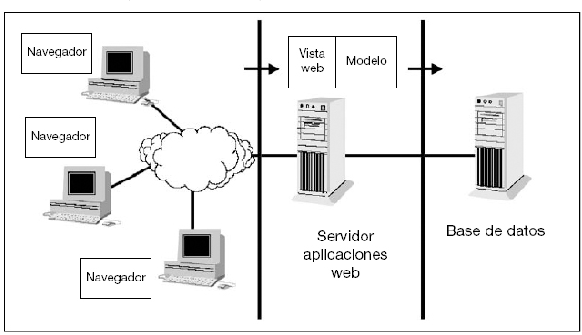 Navegador
Vista
web
Modelo
Navegador
Navegador
Servidor
aplicaciones
web
Base de datos